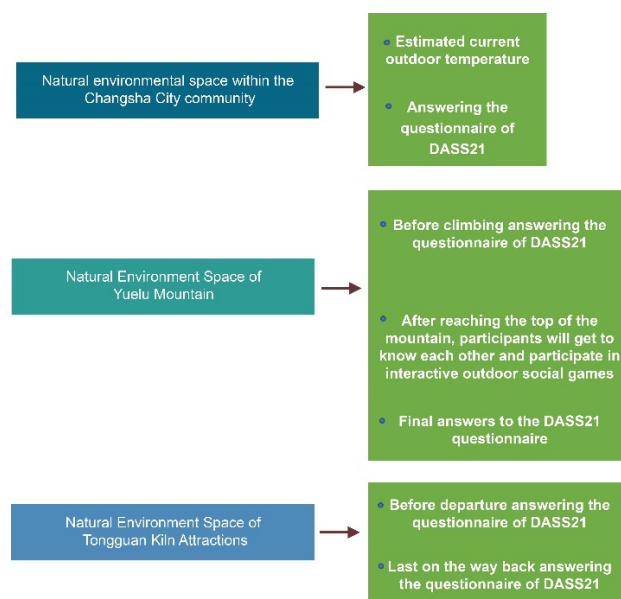 Natural environmental space within the
Changsha City community
Estimated current
outdoor temperature
Answering the
questionnaire of
DASS21
Natural Environment Space of
Yuelu Mountain
Before climbing answering the
questionnaire of DASS21
After reaching the top of the
mountain, participants will get to
know each other and participate in
interactive outdoor social games
Final answers to the DASS21
questionnaire
Natural Environment Space of
Tongguan Kiln Attractions
Before departure answering the
questionnaire of DASS21
Last on the way back answering
the questionnaire of DASS21